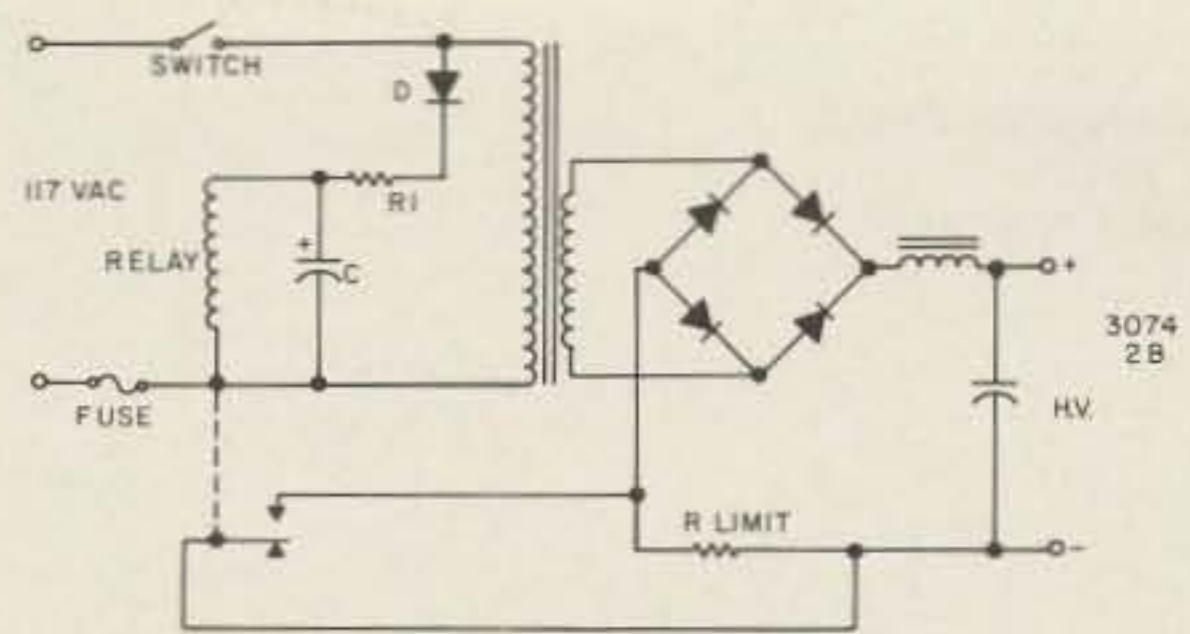 SWITCH
D
117 VAC
R1
+
RELAY
C
+
3074
2B
FUSE
H.V.
R LIMIT
-